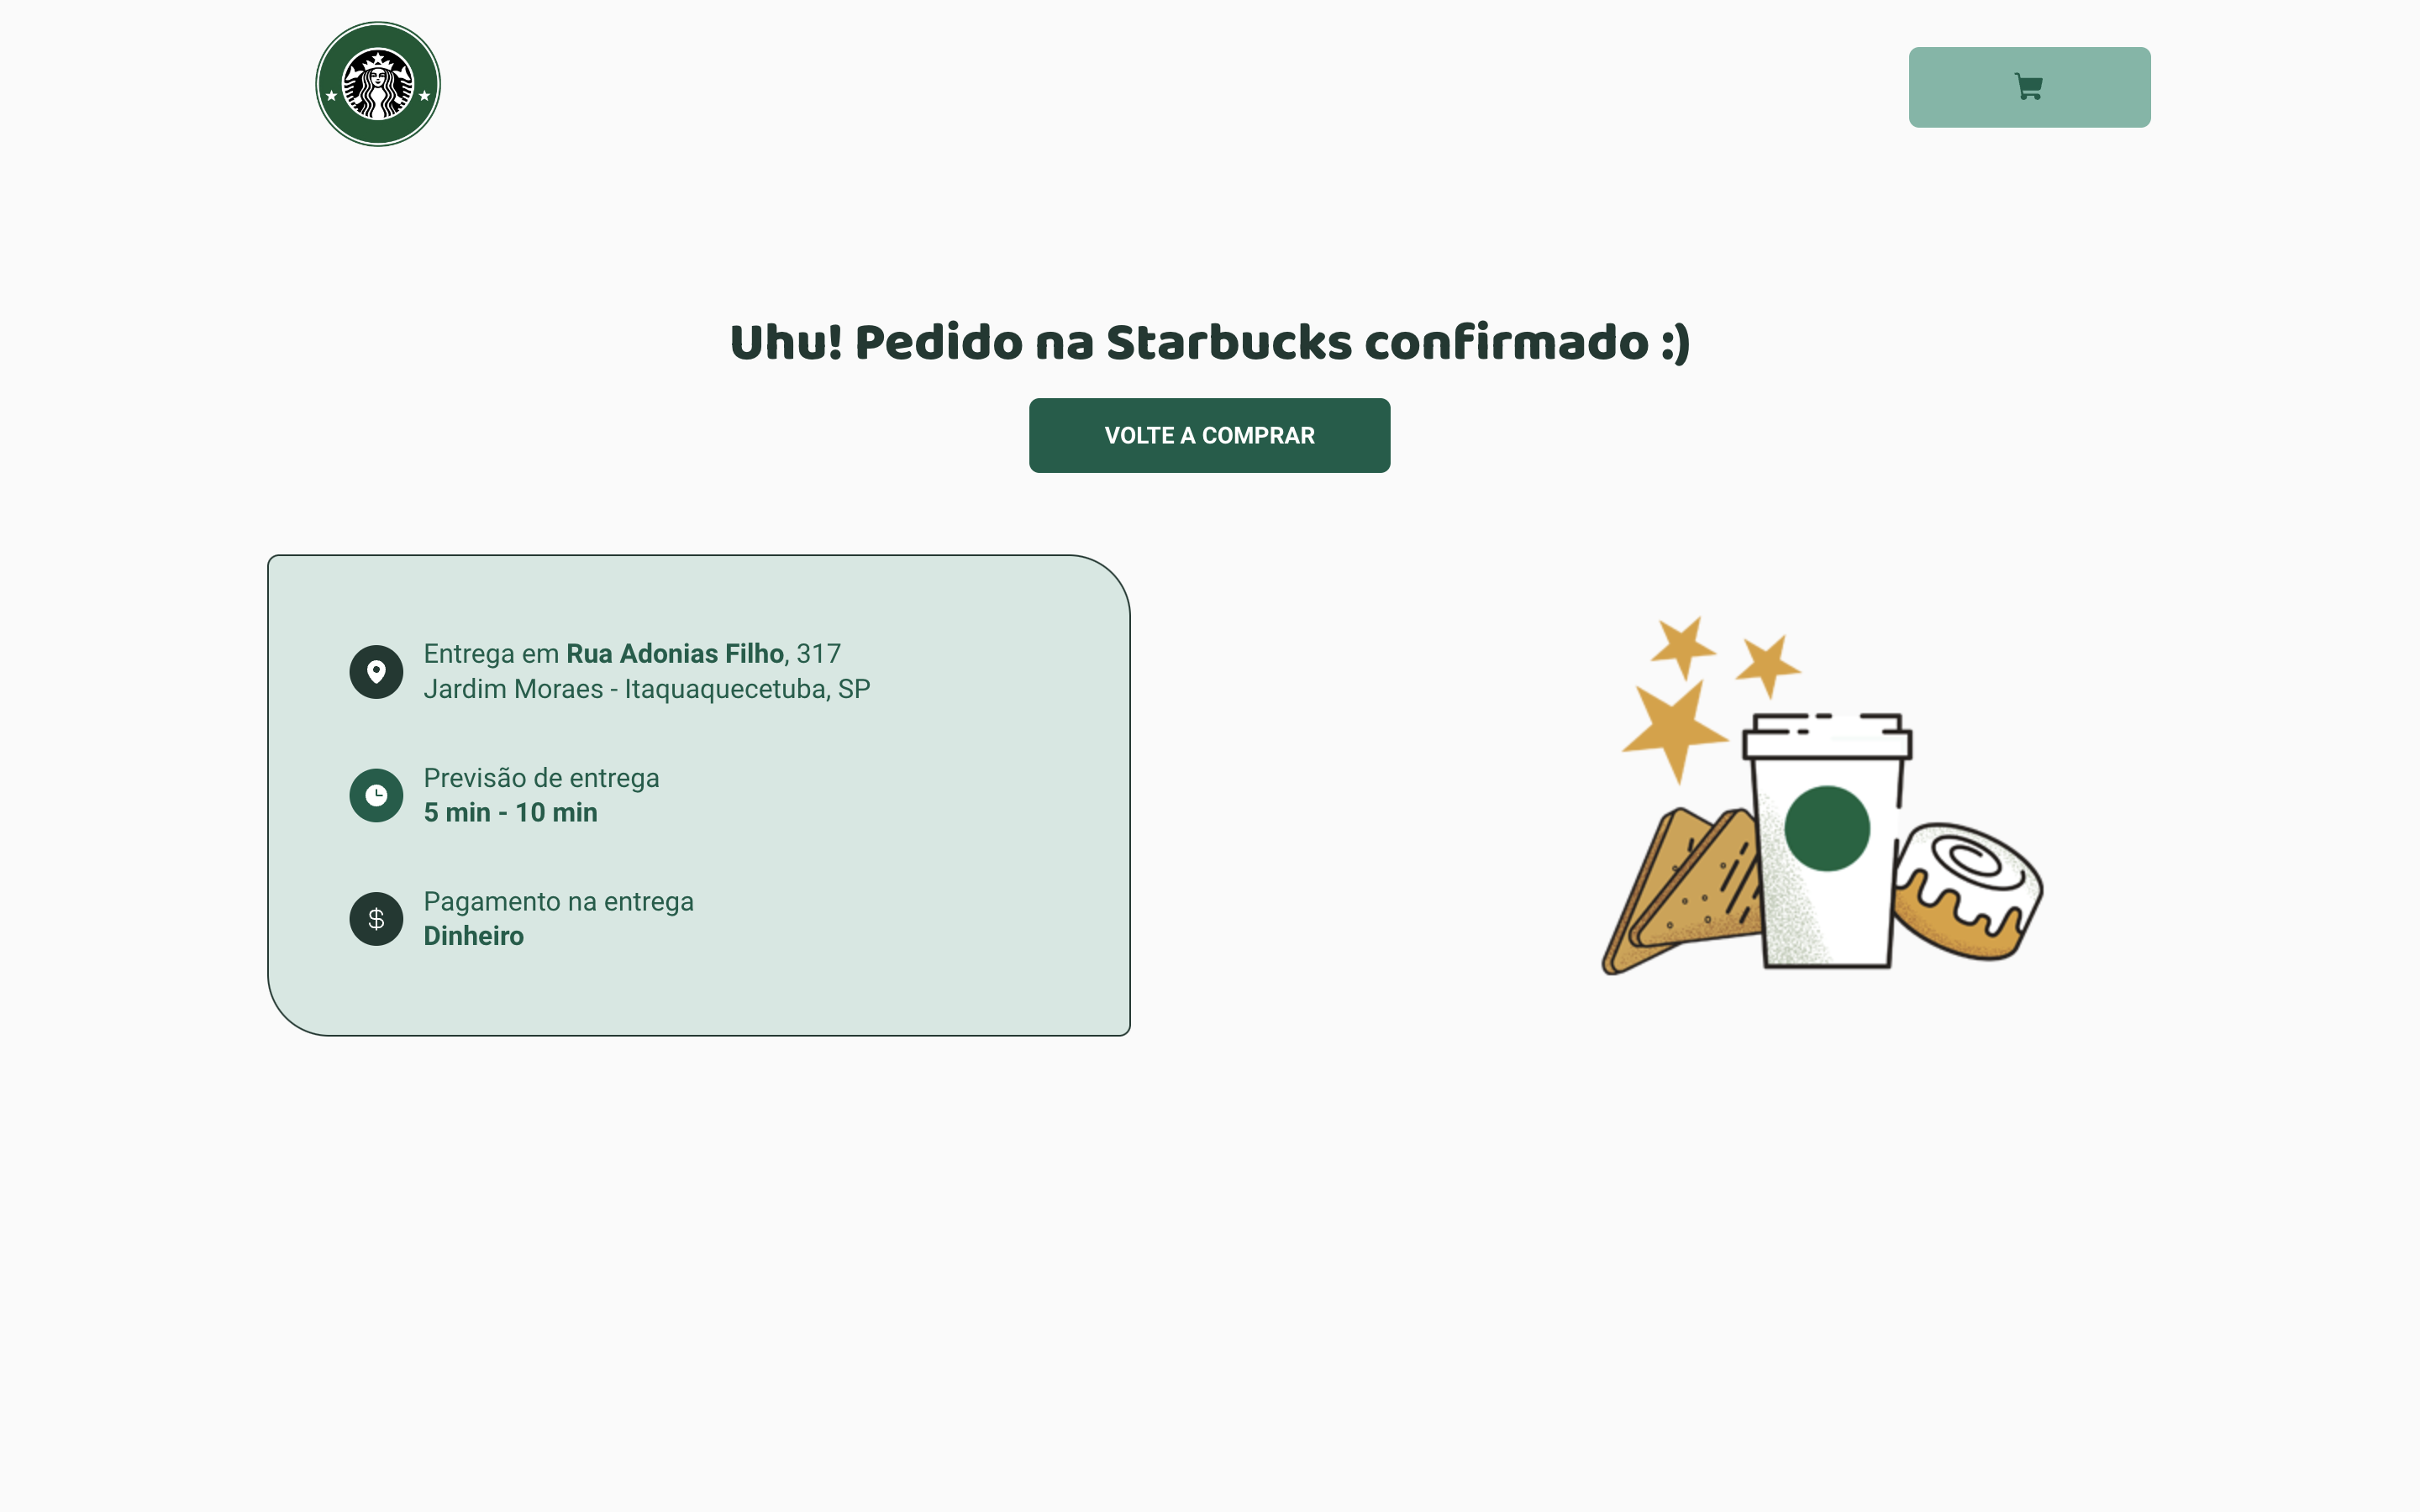 Uhu! Pedido na Starbucks confirmado :)
VOLTE A COMPRAR
Entrega em Rua Adonias Filho, 317
Jardim Moraes - Itaquaquecetuba, SP
Previsão de entrega
5 min - 10 min
Pagamento na entrega
Dinheiro